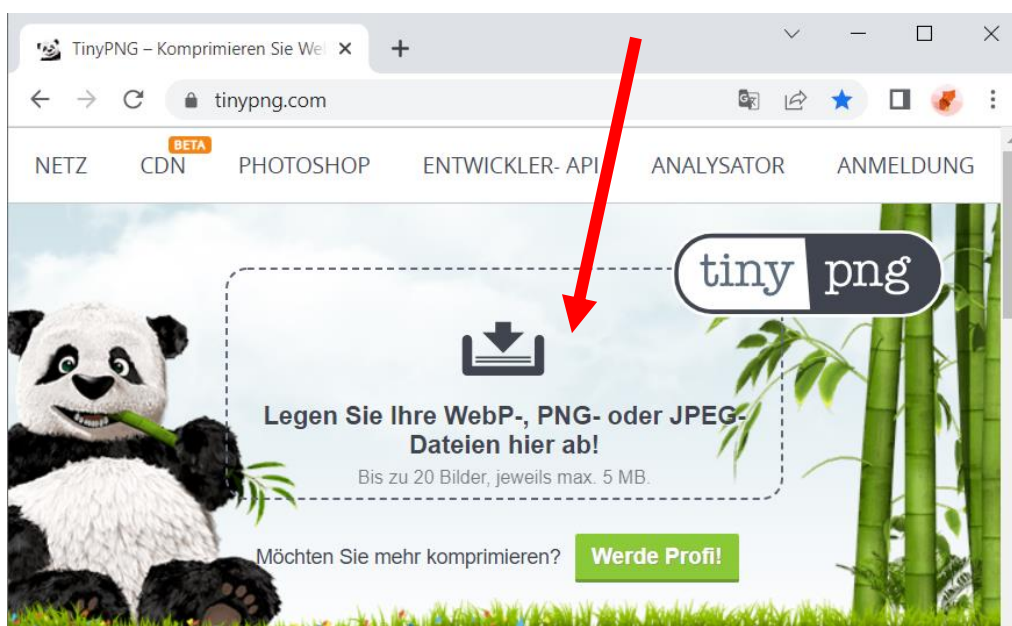 TinyPNG – Komprimieren Sie We
tinypng.com
BETA
NETZ CDN PHOTOSHOP ENTWICKLER- API ANALYSATOR ANMELDUNG
tiny png
Legen Sie Ihre WebP-, PNG- oder JPEG-
Dateien hier ab!
Bis zu 20 Bilder, jeweils max. 5 MB.
Möchten Sie mehr komprimieren? Werde Profi!